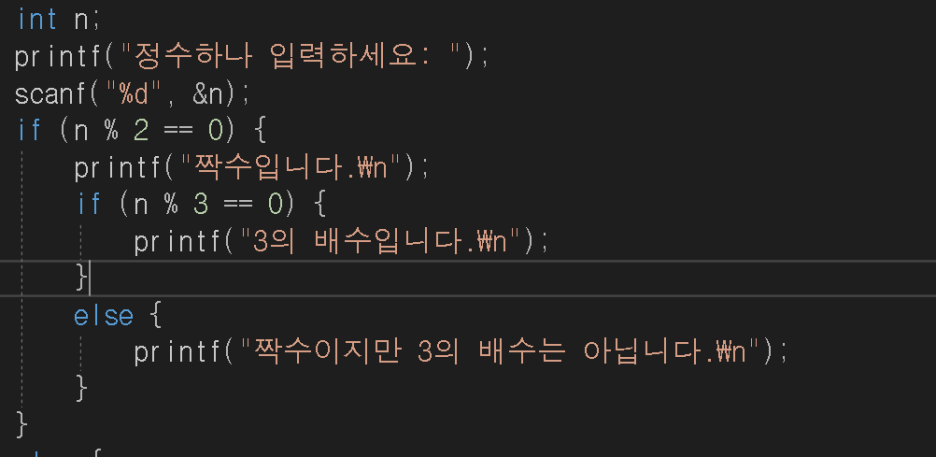 int n;
printf("정수하나 입력하세요: ");
scanf("%d", &n);
if (n % 2 == 0) {
printf("짝수입니다.₩n");
if (n % 3 == 0) {
printf("3의 배수입니다.₩n");
}
else {
printf("짝수이지만 3의 배수는 아닙니다.₩n");
}
}